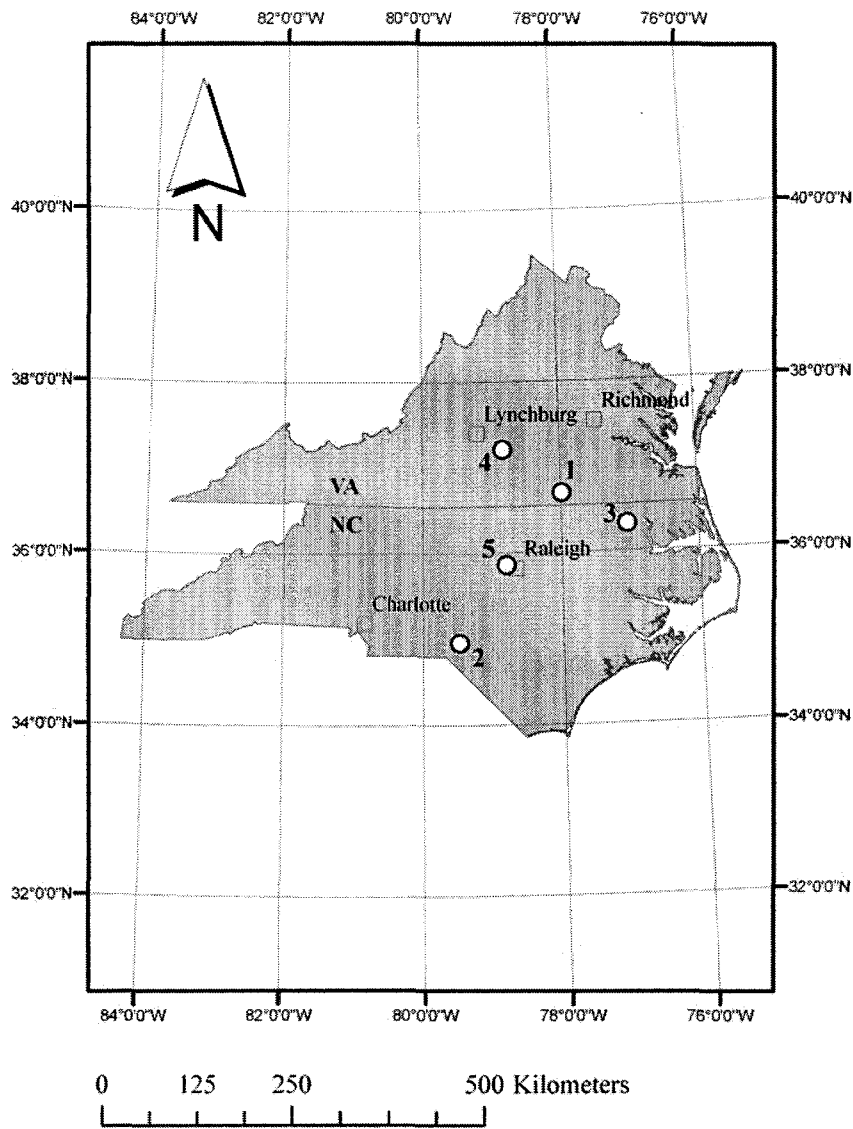 84°0'0"W 82°0'0"W 80°0'0"W 78°0'0"W 76°0'0"W
N
40°0'0"N 40°0'0"N
38°0'0"N 38°0'0"N
Richmond
Lynchburg
4 1
VA
3
NC
36°0'0"N 36°0'0"N
5 Raleigh
Charlotte
2
34°0'0"N 34°0'0"N
32°0'0"N 32°0'0"N
84°0'0"W 82°0'0"W 80°0'0"W 78°0'0"W 76°0'0"W
0 125 250 500 Kilometers